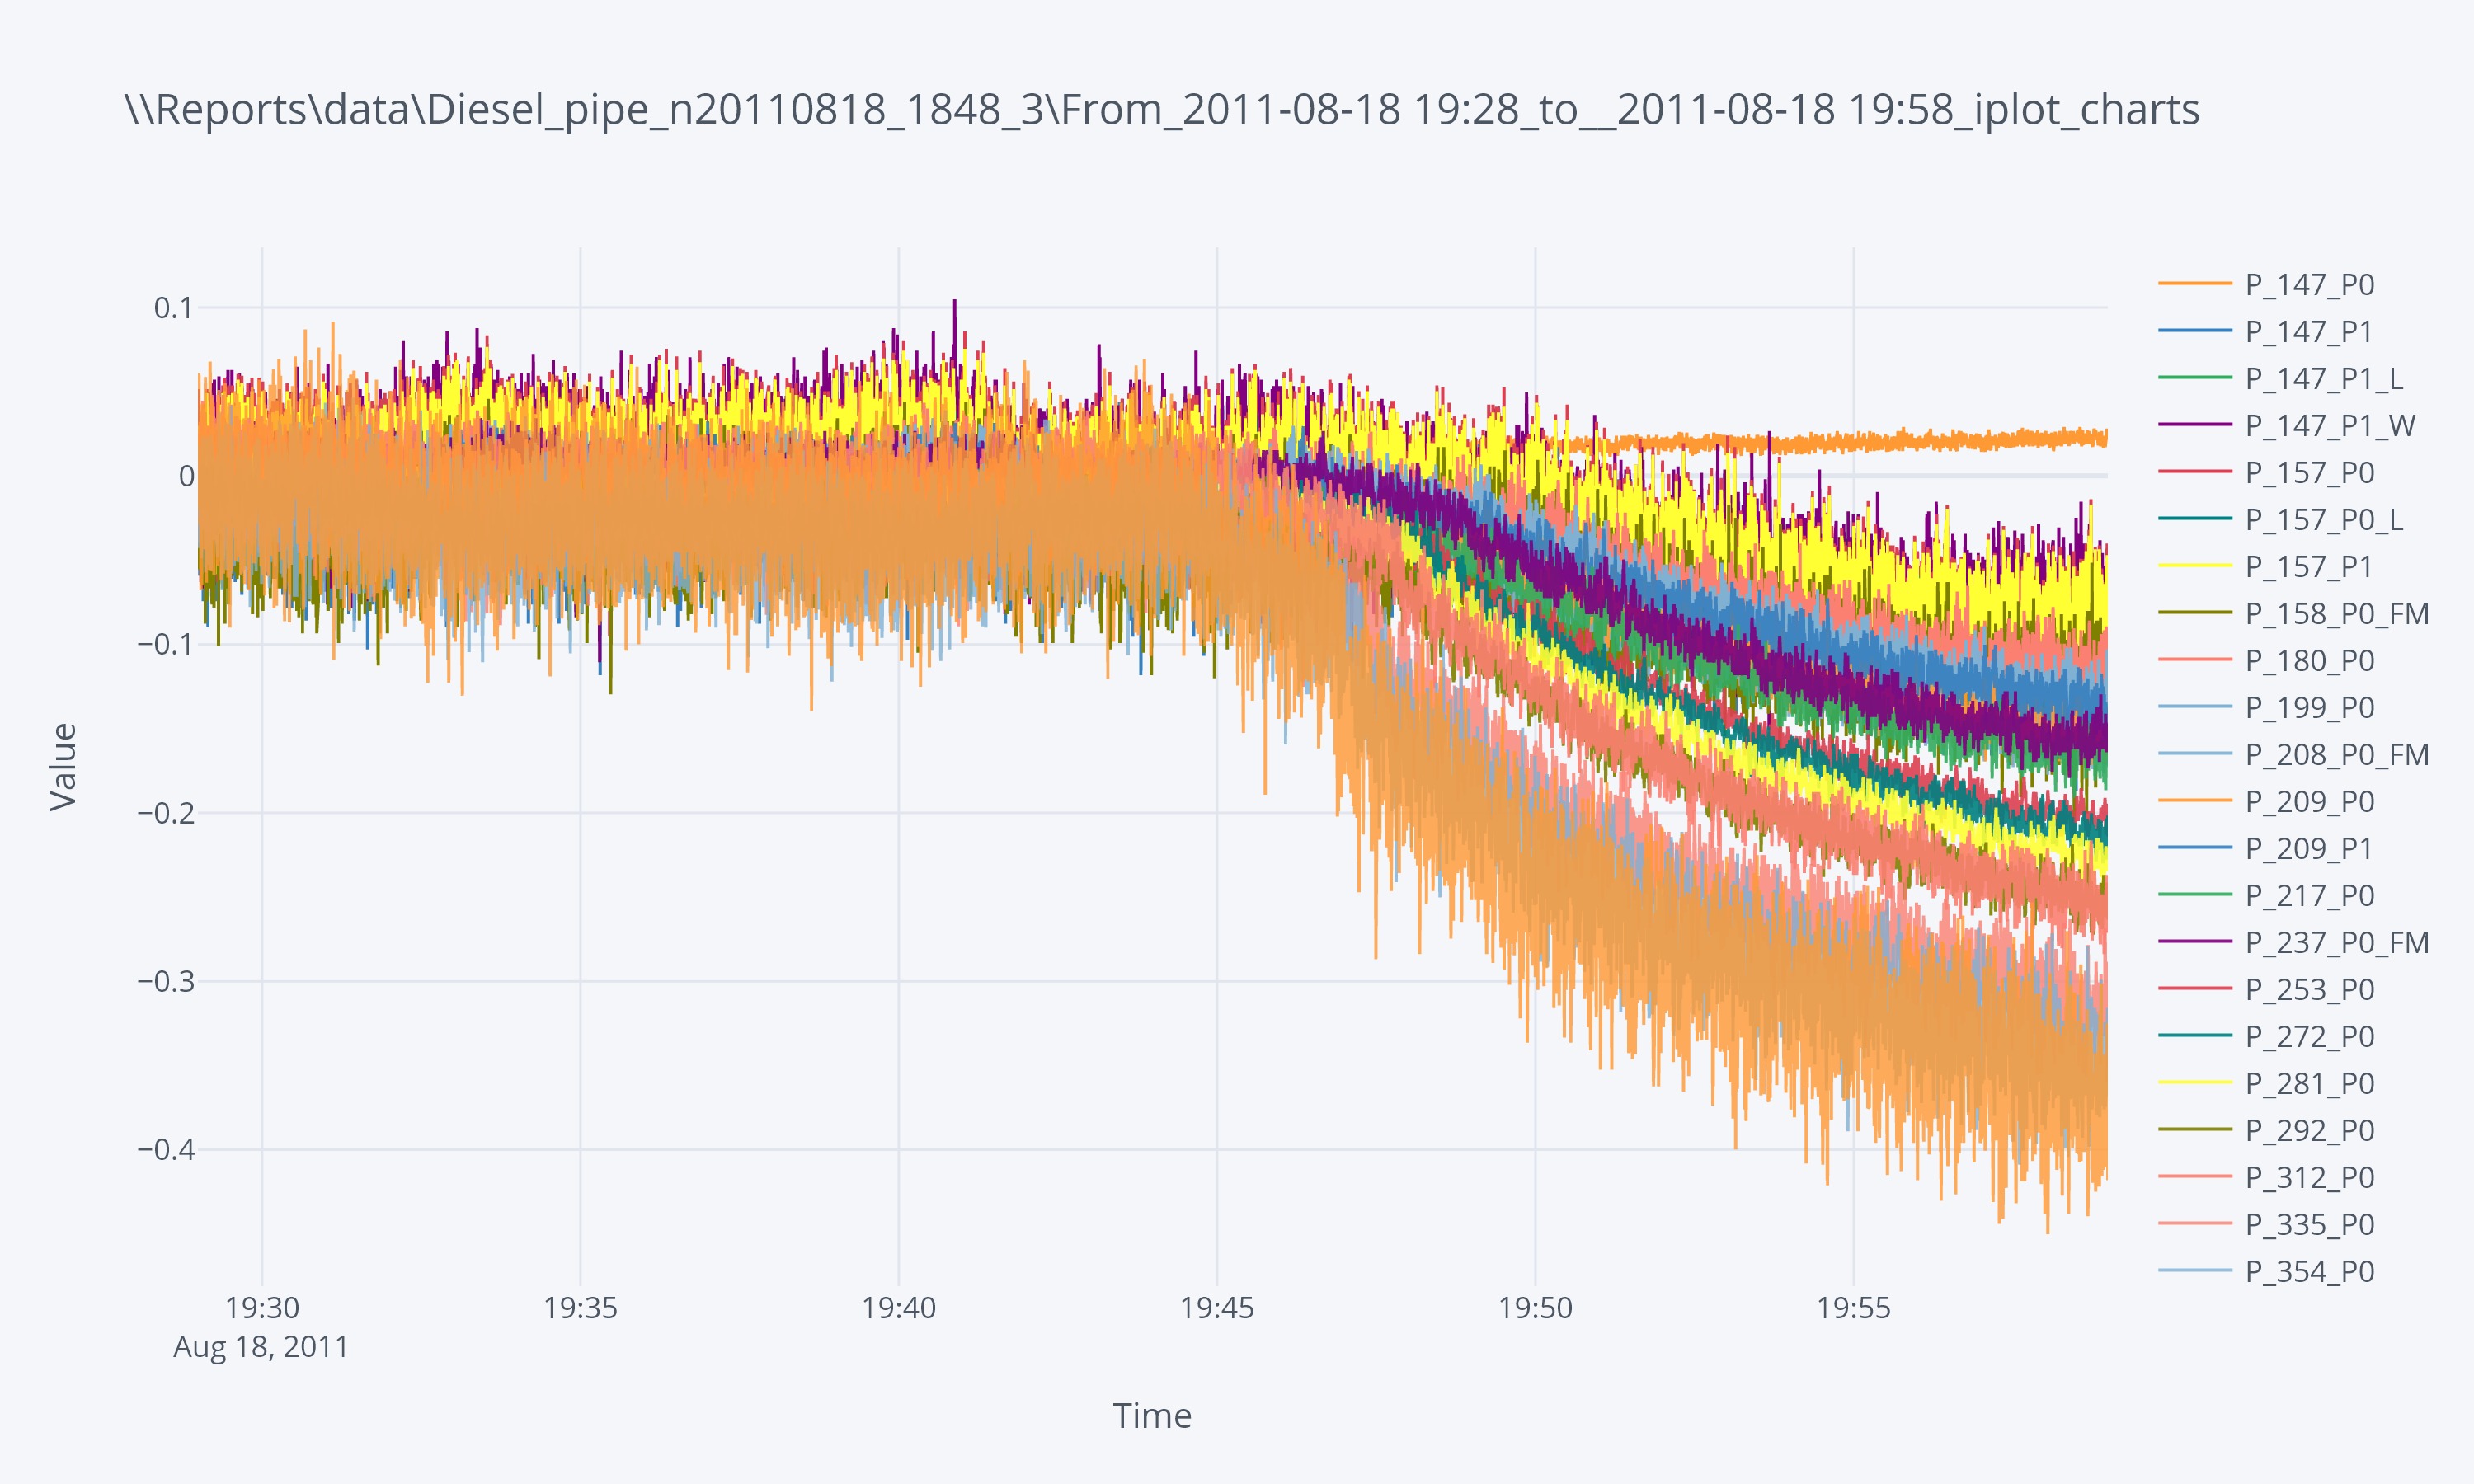 \\Reports\data\Diesel_pipe_n20110818_1848_3\From_2011-08-18 19:28_to__2011-08-18 19:58_iplot_charts
0.1
0
−0.1
−0.2
−0.3
−0.4
Value
19:30
Aug 18, 2011
19:35
19:40
19:45
19:50
19:55
Time
P_147_P0
P_147_P1
P_147_P1_L
P_147_P1_W
P_157_P0
P_157_P0_L
P_157_P1
P_158_P0_FM
P_180_P0
P_199_P0
P_208_P0_FM
P_209_P0
P_209_P1
P_217_P0
P_237_P0_FM
P_253_P0
P_272_P0
P_281_P0
P_292_P0
P_312_P0
P_335_P0
P_354_P0